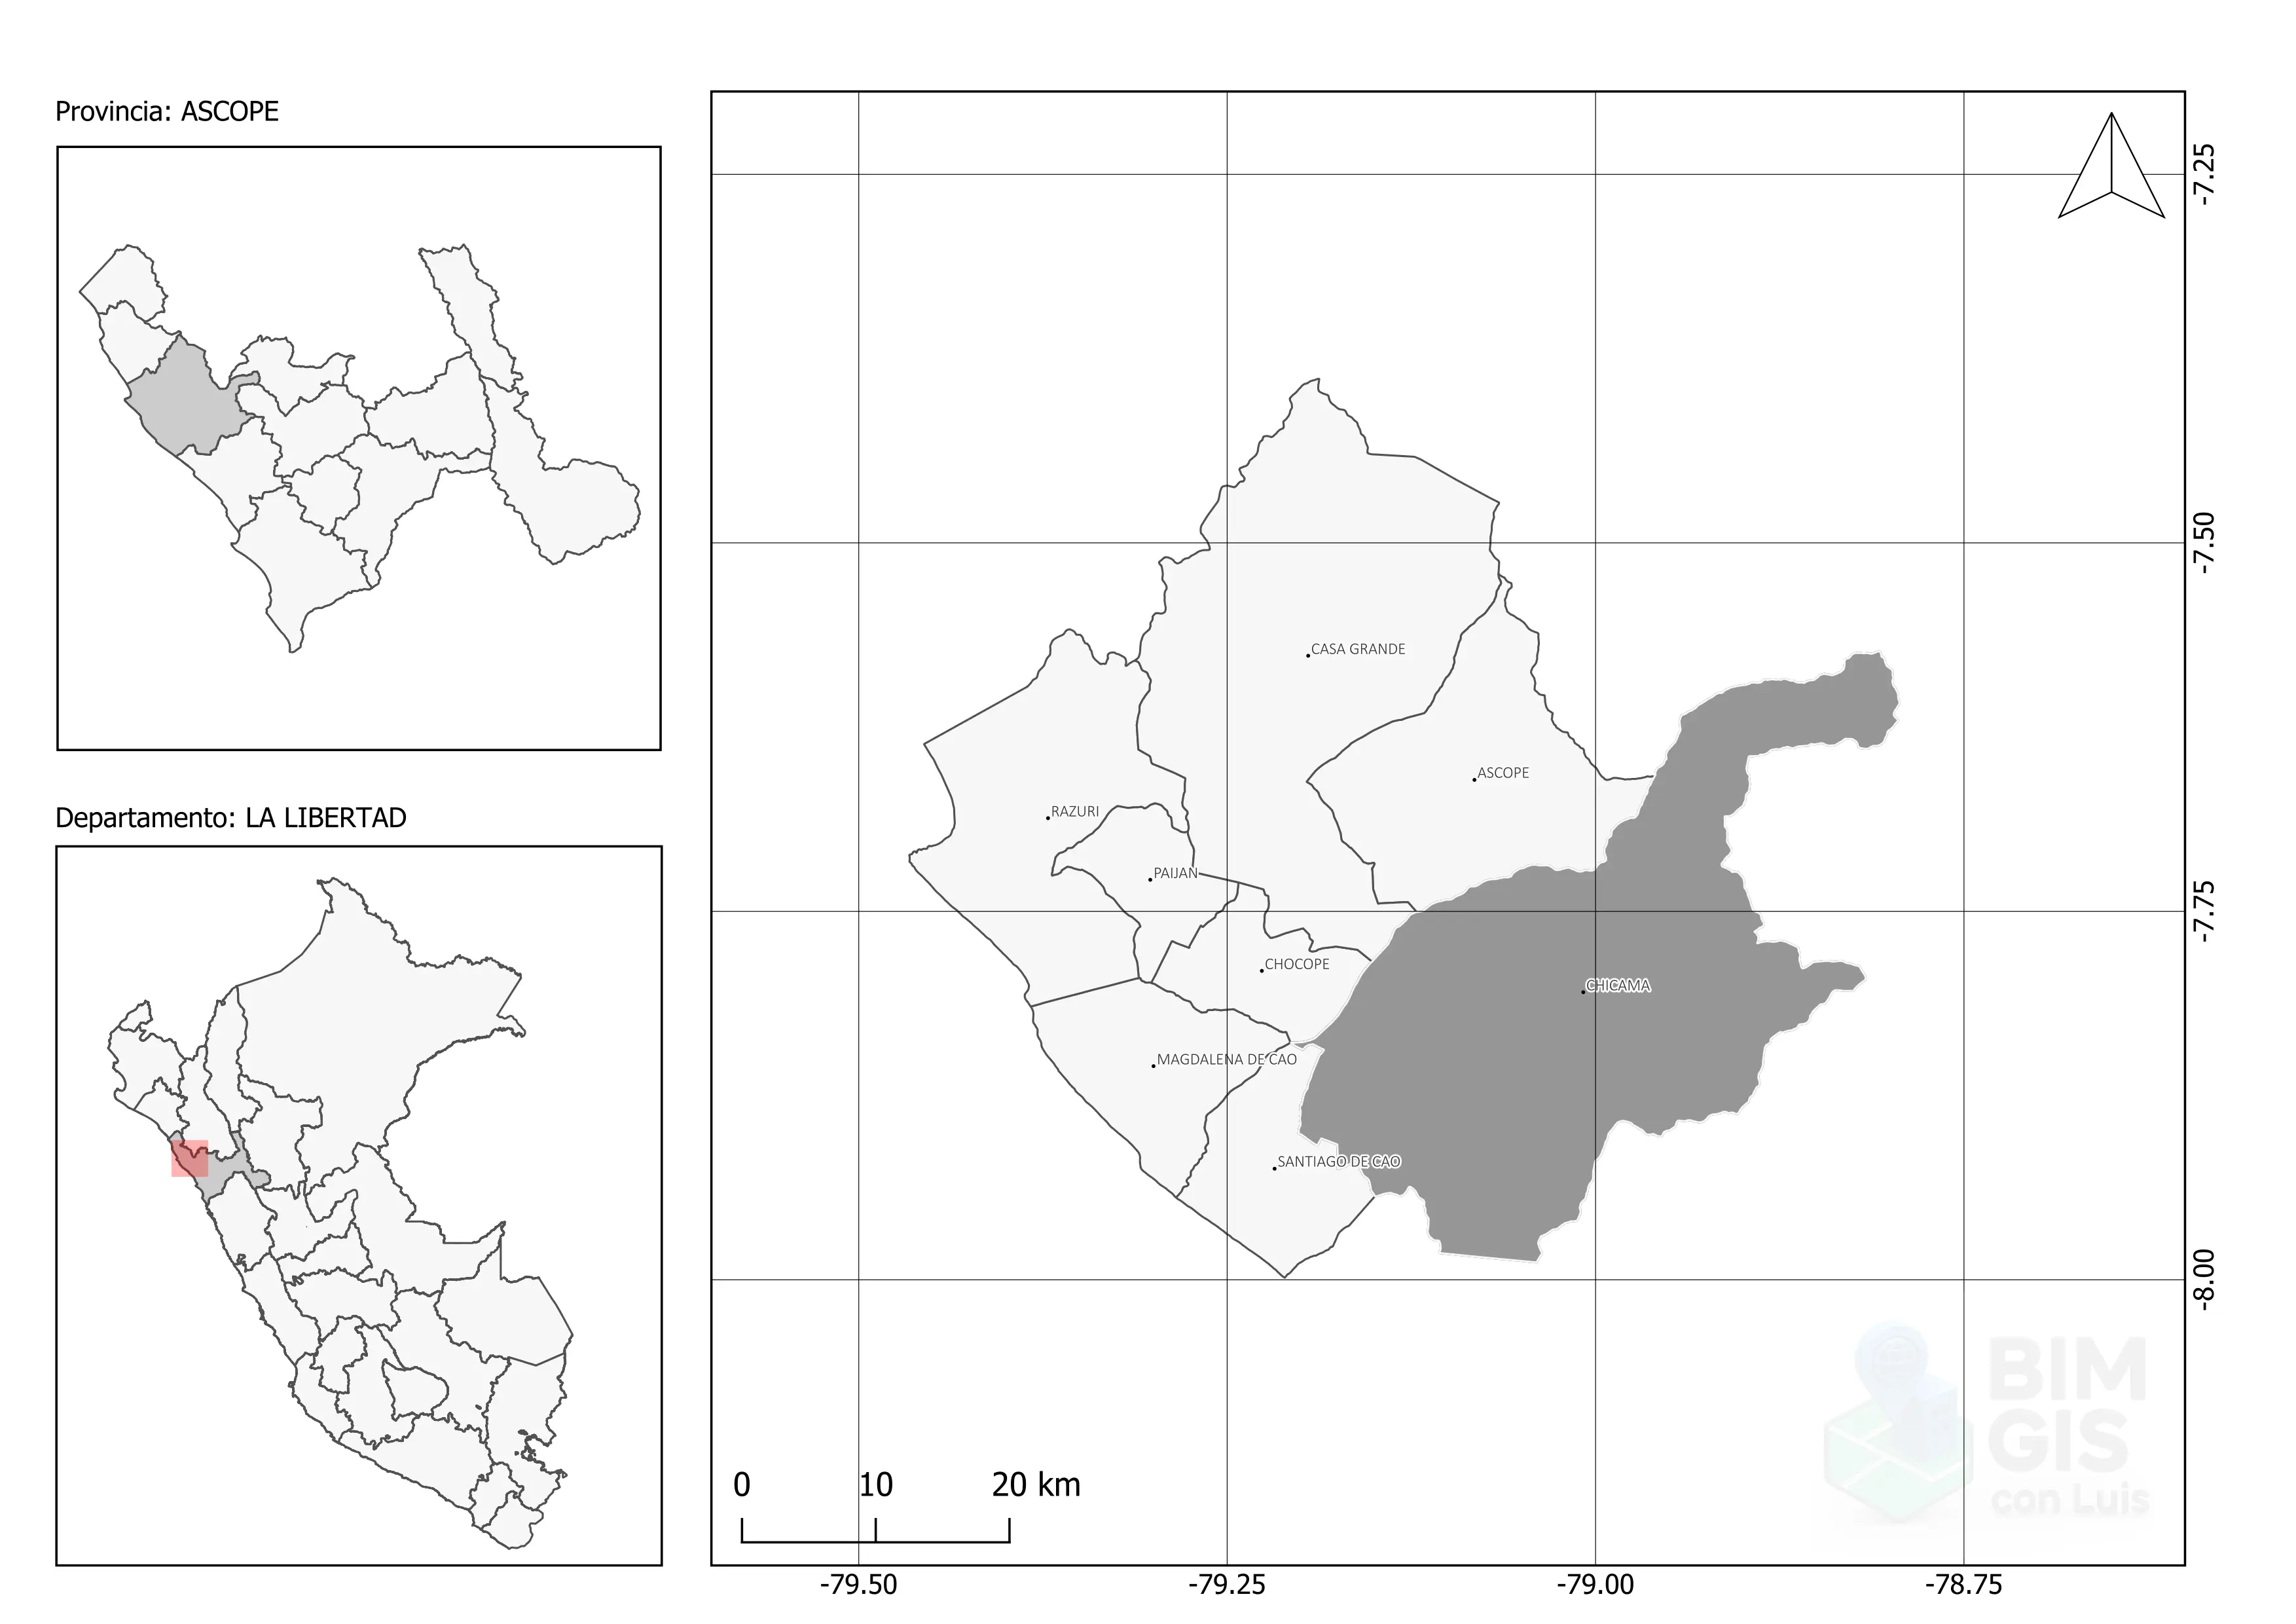 Provincia: ASCOPE
Departamento: LA LIBERTAD
CASA GRANDE
ASCOPE
RAZURI
PAIJAN
CHOCOPE
CHICAMA
MAGDALENA DE CAO
SANTIAGO DE CAO
-7.25
-7.50
-7.75
-8.00
BIM
GIS
con Luis
0 10 20 km
-79.50 -79.25 -79.00 -78.75